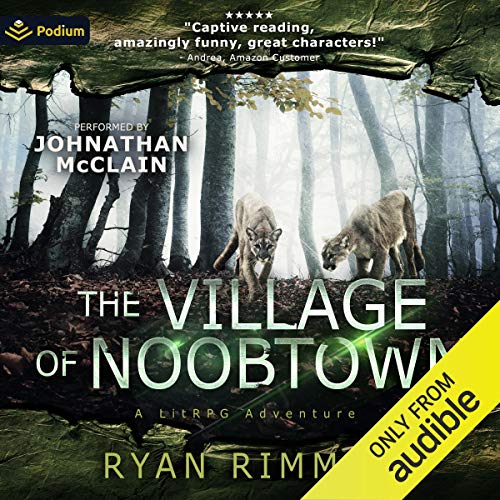 Podium
★★★★★
"Captive reading,
amazingly funny, great characters!"
- Andrea, Amazon Customer
PERFORMED BY
JOHNATHAN
McCLAIN
THE VILLAGE
OF NOOBTOWN
A LitRPG Adventure
RYAN RIMM
ONLY FROM
audible